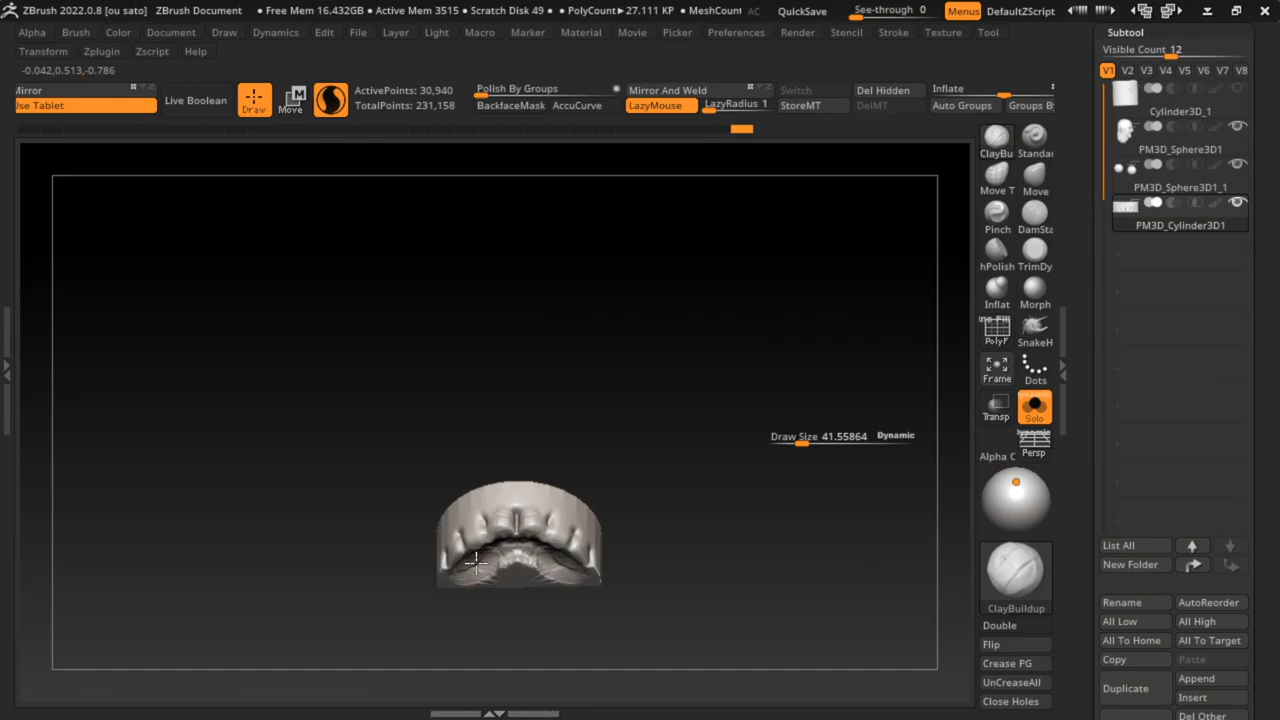 ZBrush 2022.0.8 [ou sato]   ZBrush Document   • Free Mem 16.432GB • Active Mem 3515 • Scratch Disk 49 •   • PolyCount▸ 27.111 KP  • MeshCount▸   AC   QuickSave   See-through  0   Menus   DefaultZScript
Alpha   Brush   Color   Document   Draw   Dynamics   Edit   File   Layer   Light   Macro   Marker   Material   Movie   Picker   Preferences   Render   Stencil   Stroke   Texture   Tool
Transform   Zplugin   Zscript   Help
-0.042,0.513,-0.786
Mirror   ActivePoints: 30,940   Polish By Groups   Mirror And Weld   Switch   Del Hidden   Inflate
Use Tablet   Live Boolean   Draw   Move   TotalPoints: 231,158   BackfaceMask   AccuCurve   LazyMouse   LazyRadius 1   StoreMT   DelMT   Auto Groups   Groups By
ClayBu   Standar
Move T   Move
Pinch   DamSta
hPolish   TrimDy
Inflat   Morph
PolyF   SnakeH
Frame   Dots
Transp   Solo
Persp
Draw Size 41.55864   Dynamic
Alpha O
ClayBuildup
Double
Flip
Crease PG
UnCreaseAll
Close Holes
Subtool
Visible Count 12
V1   V2   V3   V4   V5   V6   V7   V8
Cylinder3D_1
PM3D_Sphere3D1
PM3D_Sphere3D1_1
PM3D_Cylinder3D1
List All
New Folder
Rename   AutoReorder
All Low   All High
All To Home   All To Target
Copy   Paste
Duplicate   Append
Insert
Del Other